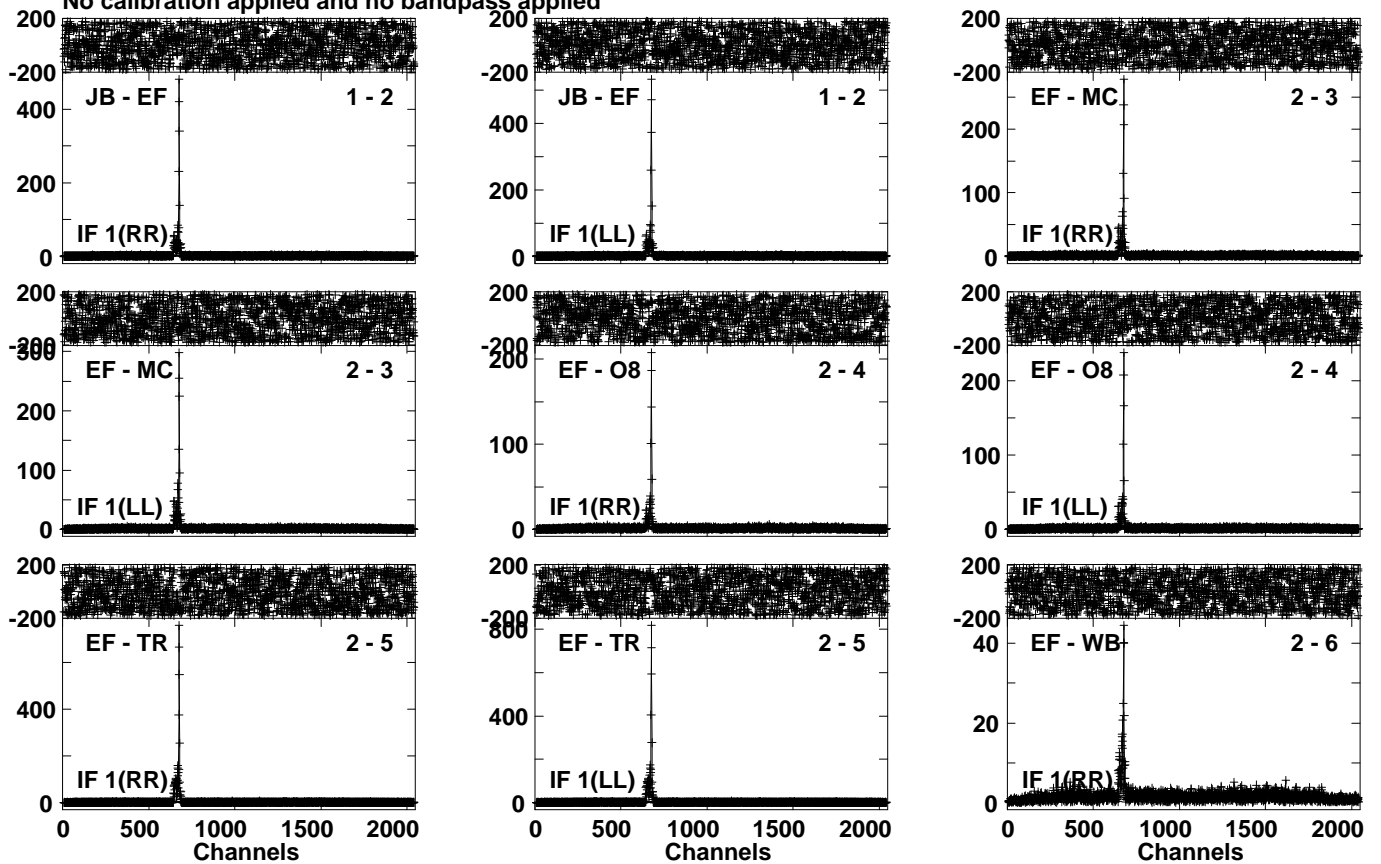 No calibration applied and no bandpass applied
200
-200
JB - EF 1 - 2
400
200
IF 1(RR)
0
200
-200
JB - EF 1 - 2
400
200
IF 1(LL)
0
200
-200
EF - MC 2 - 3
200
100
IF 1(RR)
0
200
-200
300
EF - MC 2 - 3
200
100
IF 1(LL)
0
200
-200
200
EF - O8 2 - 4
100
IF 1(RR)
0
200
-200
EF - O8 2 - 4
200
100
IF 1(LL)
0
200
-200
EF - TR 2 - 5
400
IF 1(RR)
0
0 500 1000 1500 2000
Channels
200
-200
800
EF - TR 2 - 5
400
IF 1(LL)
0
0 500 1000 1500 2000
Channels
200
-200
40
EF - WB 2 - 6
20
IF 1(RR)
0
0 500 1000 1500 2000
Channels